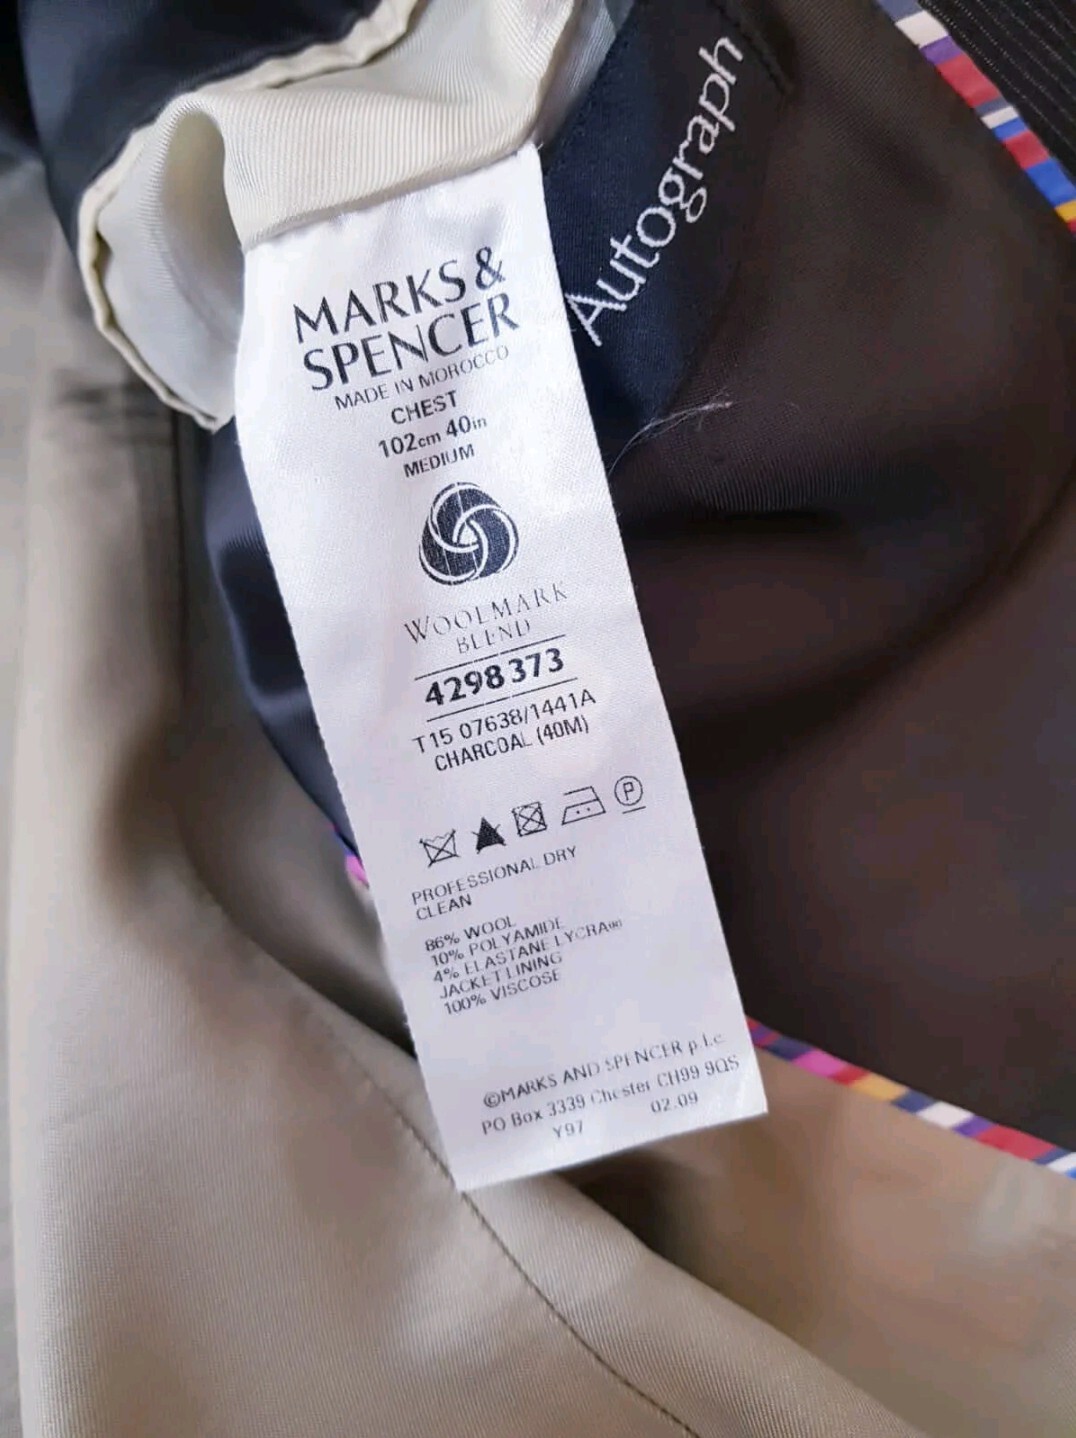 Autograph
MARKS &
SPENCER
MADE IN MOROCCO
CHEST
102cm 40in
MEDIUM
WOOLMARK
BLEND
4298373
T15 07638/1441A
CHARCOAL (40M)
P
PROFESSIONAL DRY
CLEAN
86% WOOL
10% POLYAMIDE
4% ELASTANE LYCRA(R)
JACKET LINING
100% VISCOSE
©MARKS AND SPENCER p.l.c.
PO Box 3339 Chester CH99 9QS
Y97 02.09